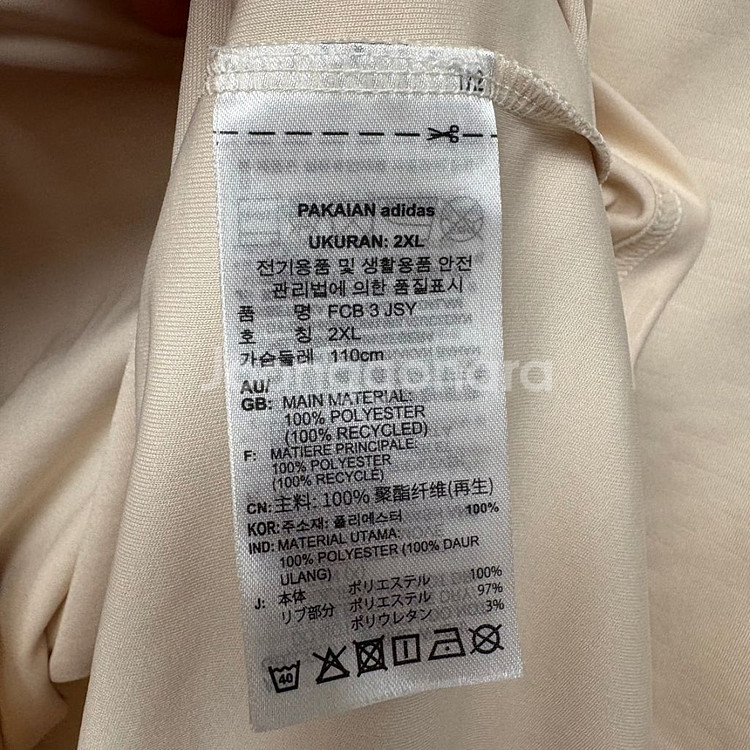 PAKAIAN adidas
UKURAN: 2XL
전기용품 및 생활용품 안전
관리법에 의한 품질표시
품 명 FCB 3 JSY
호 칭 2XL
가슴둘레 110cm
AU/
GB: MAIN MATERIAL:
100% POLYESTER
(100% RECYCLED)
F: MATIERE PRINCIPALE:
100% POLYESTER
(100% RECYCLE)
CN: 主料: 100% 聚酯纤维(再生)
KOR: 주소재: 폴리에스터 100%
IND: MATERIAL UTAMA:
100% POLYESTER (100% DAUR
ULANG)
J: 本体 ポリエステル 100%
リブ部分 ポリエステル 97%
ポリウレタン 3%
40